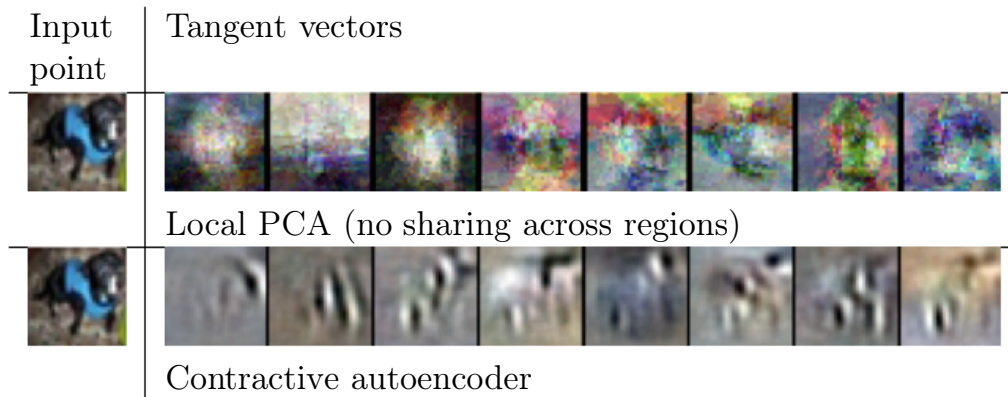 Input
point
Tangent vectors
Local PCA (no sharing across regions)
Contractive autoencoder